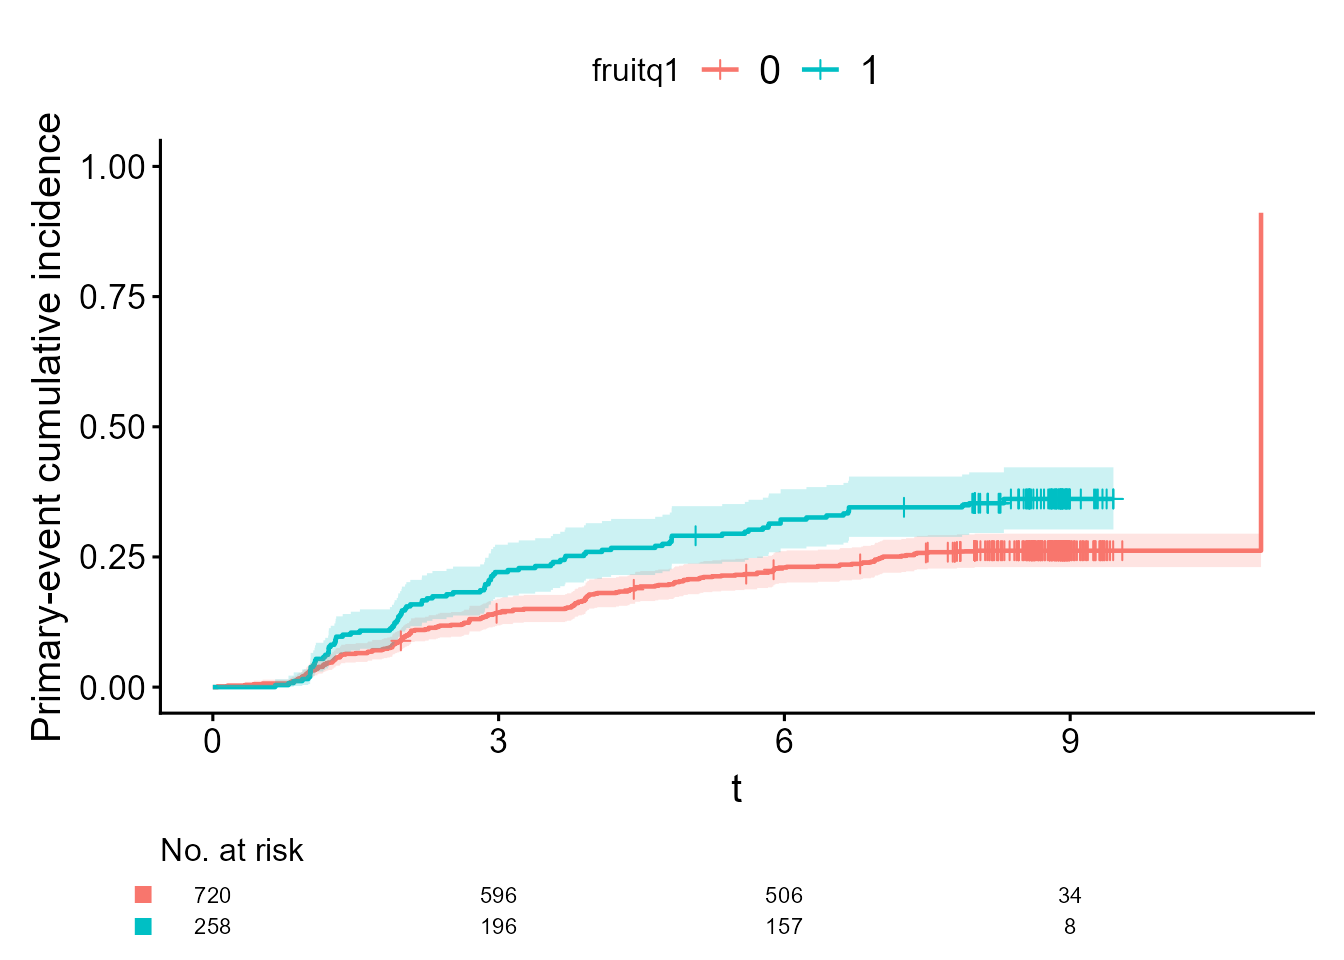 fruitq1 0 1
Primary-event cumulative incidence
1.00
0.75
0.50
0.25
0.00
0 3 6 9
t
No. at risk
720 596 506 34
258 196 157 8